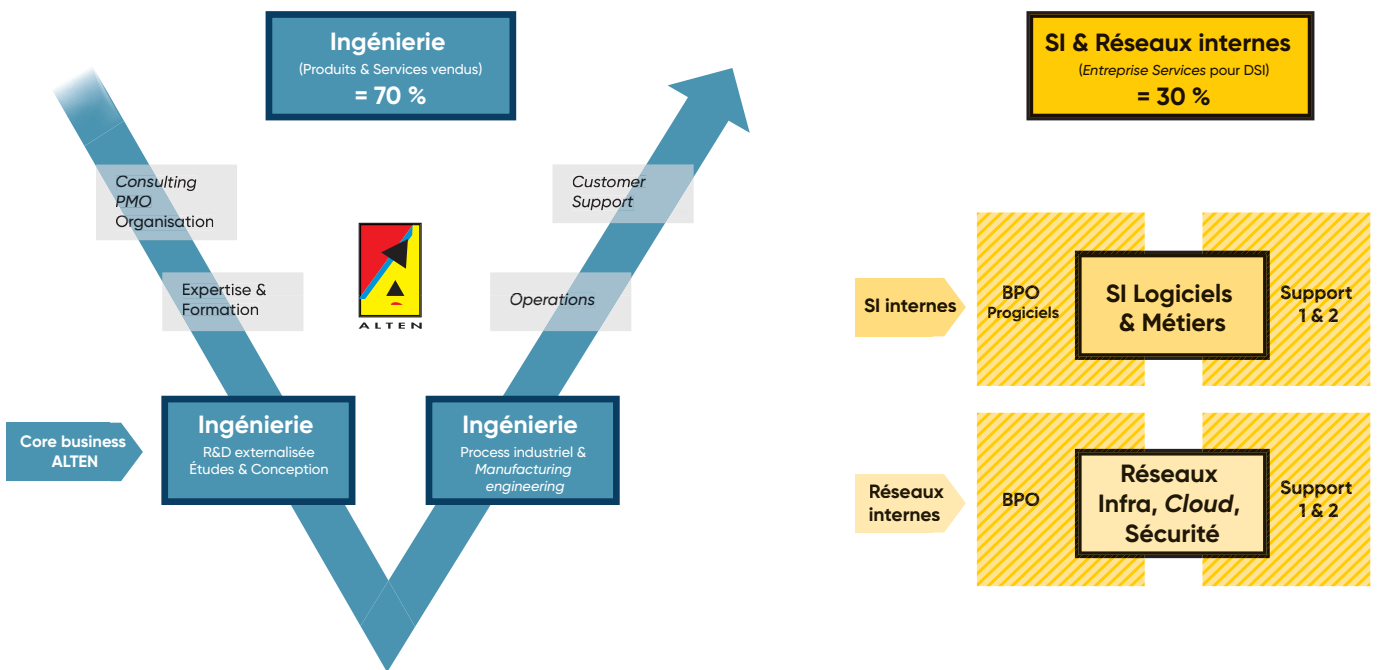 Ingénierie
(Produits & Services vendus)
= 70 %
Consulting
PMO
Organisation
Expertise &
Formation
ALTEN
Customer
Support
Operations
Core business
ALTEN
Ingénierie
R&D externalisée
Études & Conception
Ingénierie
Process industriel &
Manufacturing
engineering
SI & Réseaux internes
(Entreprise Services pour DSI)
= 30 %
SI internes
BPO
Progiciels
SI Logiciels
& Métiers
Support
1 & 2
Réseaux
internes
BPO
Réseaux
Infra, Cloud,
Sécurité
Support
1 & 2